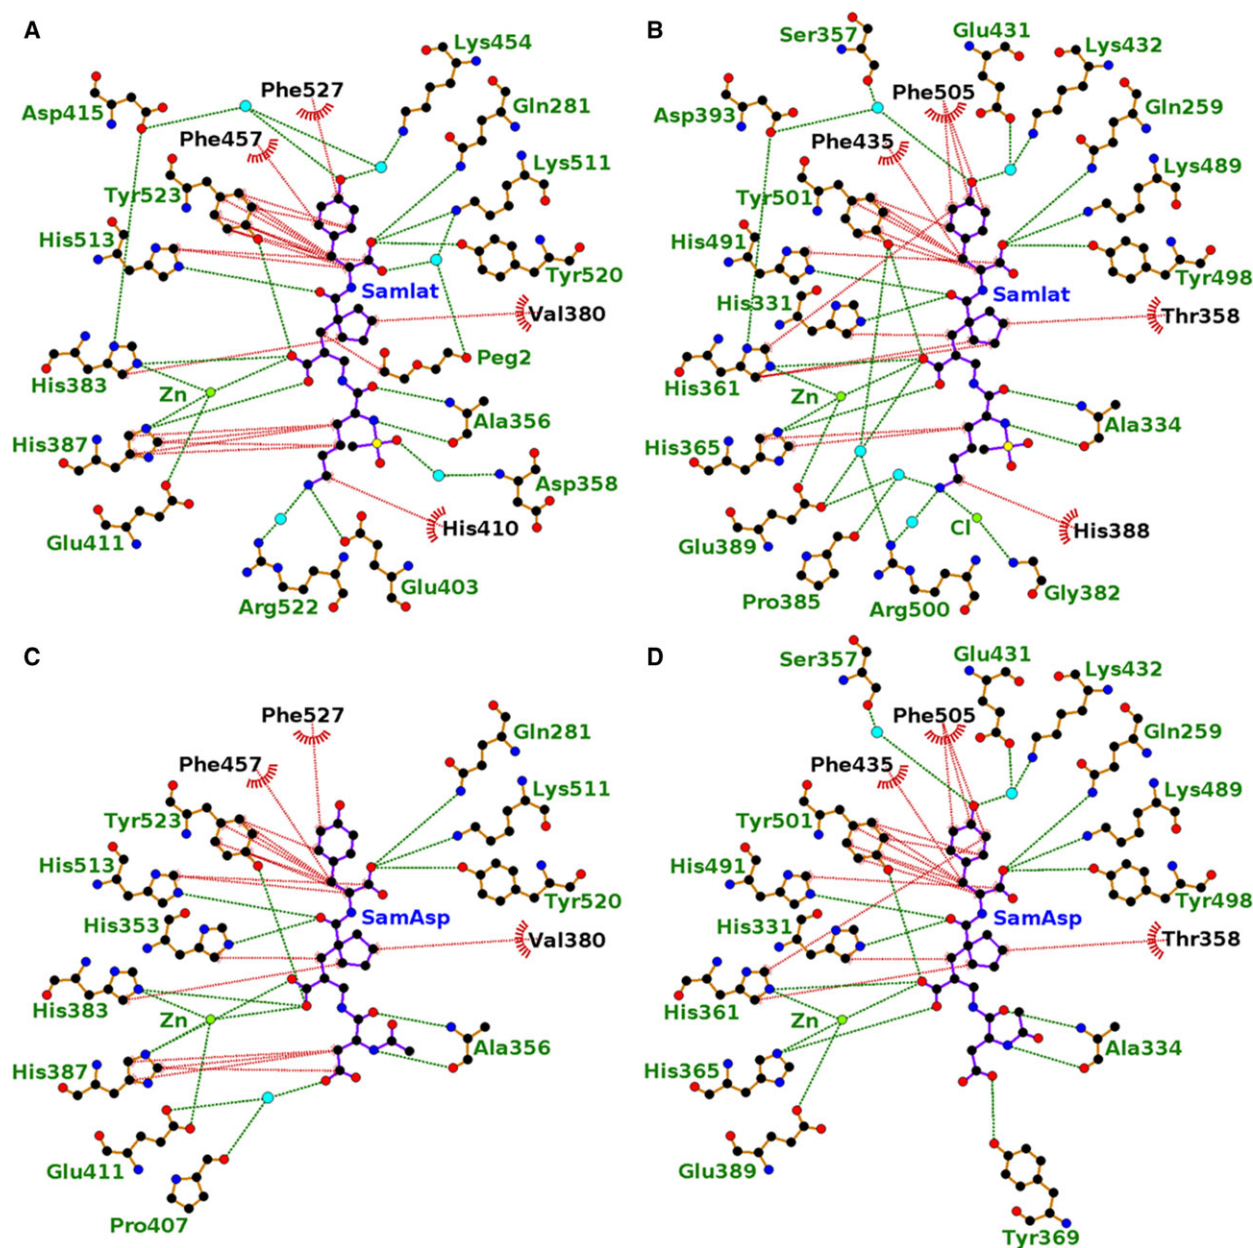 A
Lys454
Phe527
Gln281
Asp415
Phe457
Lys511
Tyr523
His513
Tyr520
Samlat
Val380
Peg2
His383
Zn
Ala356
His387
Asp358
His410
Glu411
Glu403
Arg522
B
Ser357
Glu431
Lys432
Phe505
Gln259
Asp393
Phe435
Lys489
Tyr501
His491
Tyr498
Samlat
His331
Thr358
His361
Zn
Ala334
His365
Cl
His388
Glu389
Pro385
Gly382
Arg500
C
Phe527
Gln281
Phe457
Lys511
Tyr523
His513
Tyr520
SamAsp
His353
Val380
His383
Zn
Ala356
His387
Glu411
Pro407
D
Ser357
Glu431
Lys432
Phe505
Gln259
Phe435
Lys489
Tyr501
His491
Tyr498
SamAsp
His331
Thr358
His361
Zn
Ala334
His365
Glu389
Tyr369